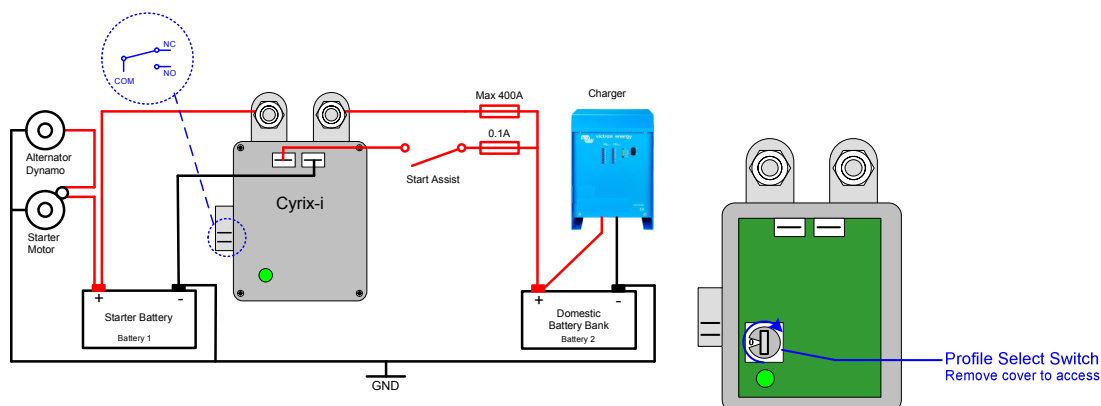 NC
COM
NO
Max 400A
Charger
0.1A
victron energy
Alternator
Dynamo
Start Assist
Cyrix-i
Starter
Motor
+
-
Starter Battery
Battery 1
+
-
Domestic
Battery Bank
Battery 2
GND
Profile Select Switch
Remove cover to access